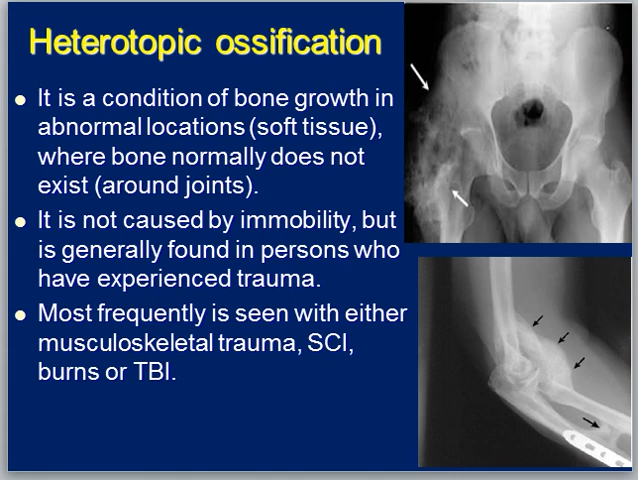 Heterotopic ossification
It is a condition of bone growth in
abnormal locations (soft tissue),
where bone normally does not
exist (around joints).
It is not caused by immobility, but
is generally found in persons who
have experienced trauma.
Most frequently is seen with either
musculoskeletal trauma, SCI,
burns or TBI.